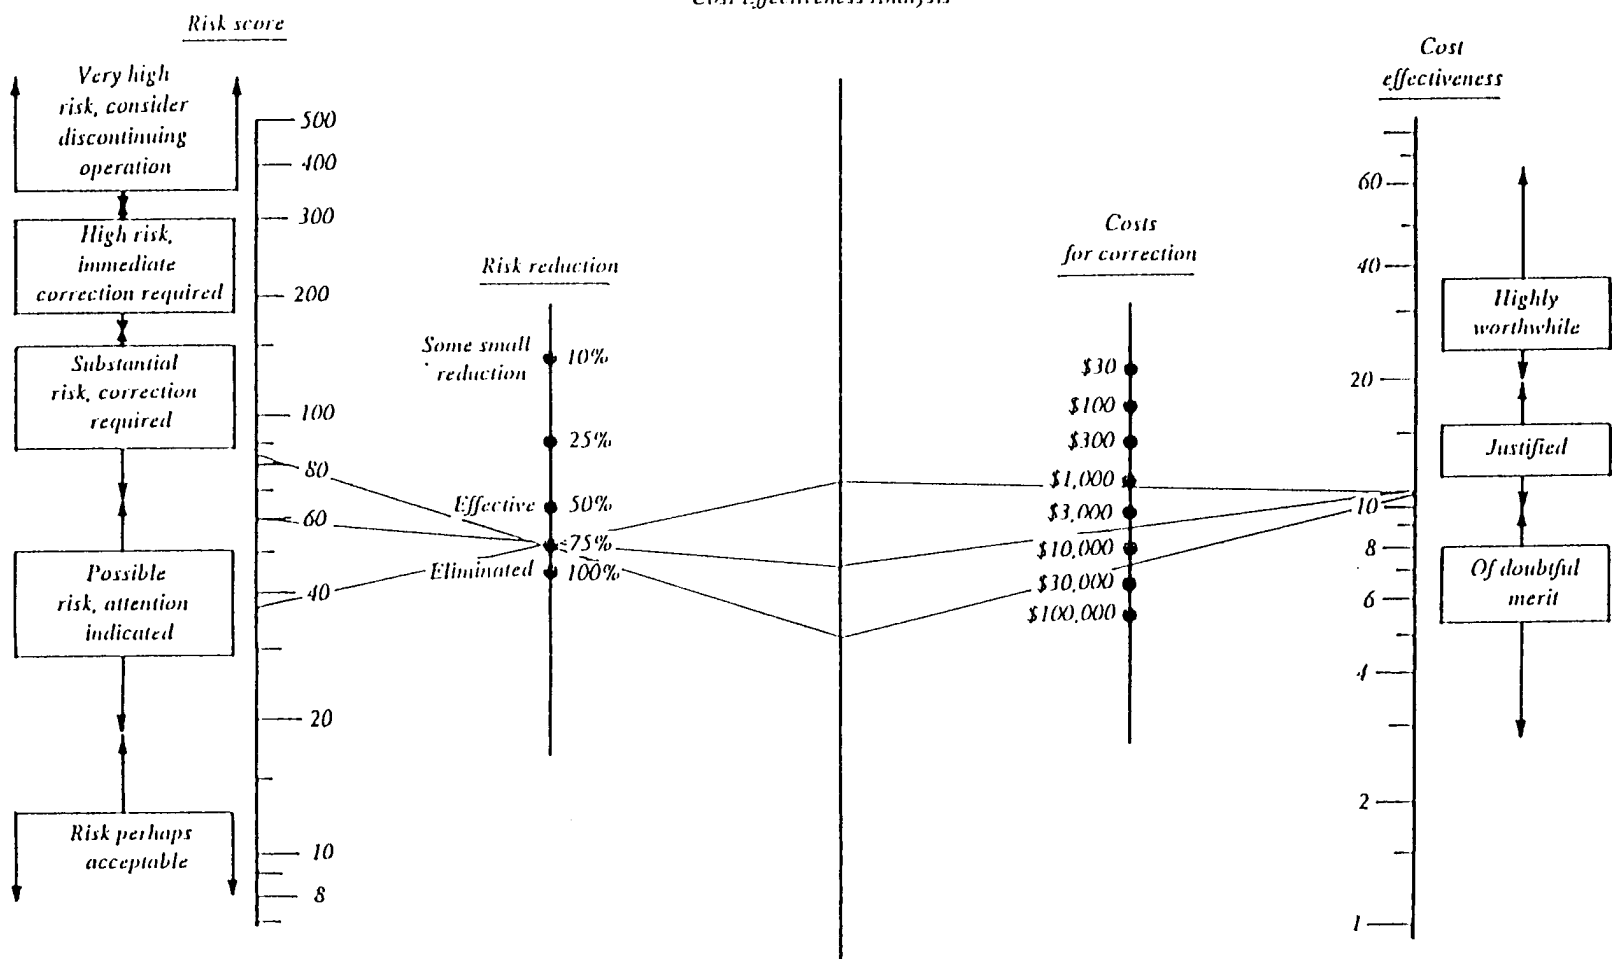 Cost Effectiveness Analysis
Risk score
Very high
risk, consider
discontinuing
operation
High risk,
immediate
correction required
Substantial
risk, correction
required
Possible
risk, attention
indicated
Risk perhaps
acceptable
500
400
300
200
100
80
60
40
20
10
8
Risk reduction
Some small
reduction
10%
25%
Effective
50%
75%
Eliminated
100%
Costs
for correction
$30
$100
$300
$1,000
$3,000
$10,000
$30,000
$100,000
Cost
effectiveness
60
40
20
10
8
6
4
2
1
Highly
worthwhile
Justified
Of doubtful
merit